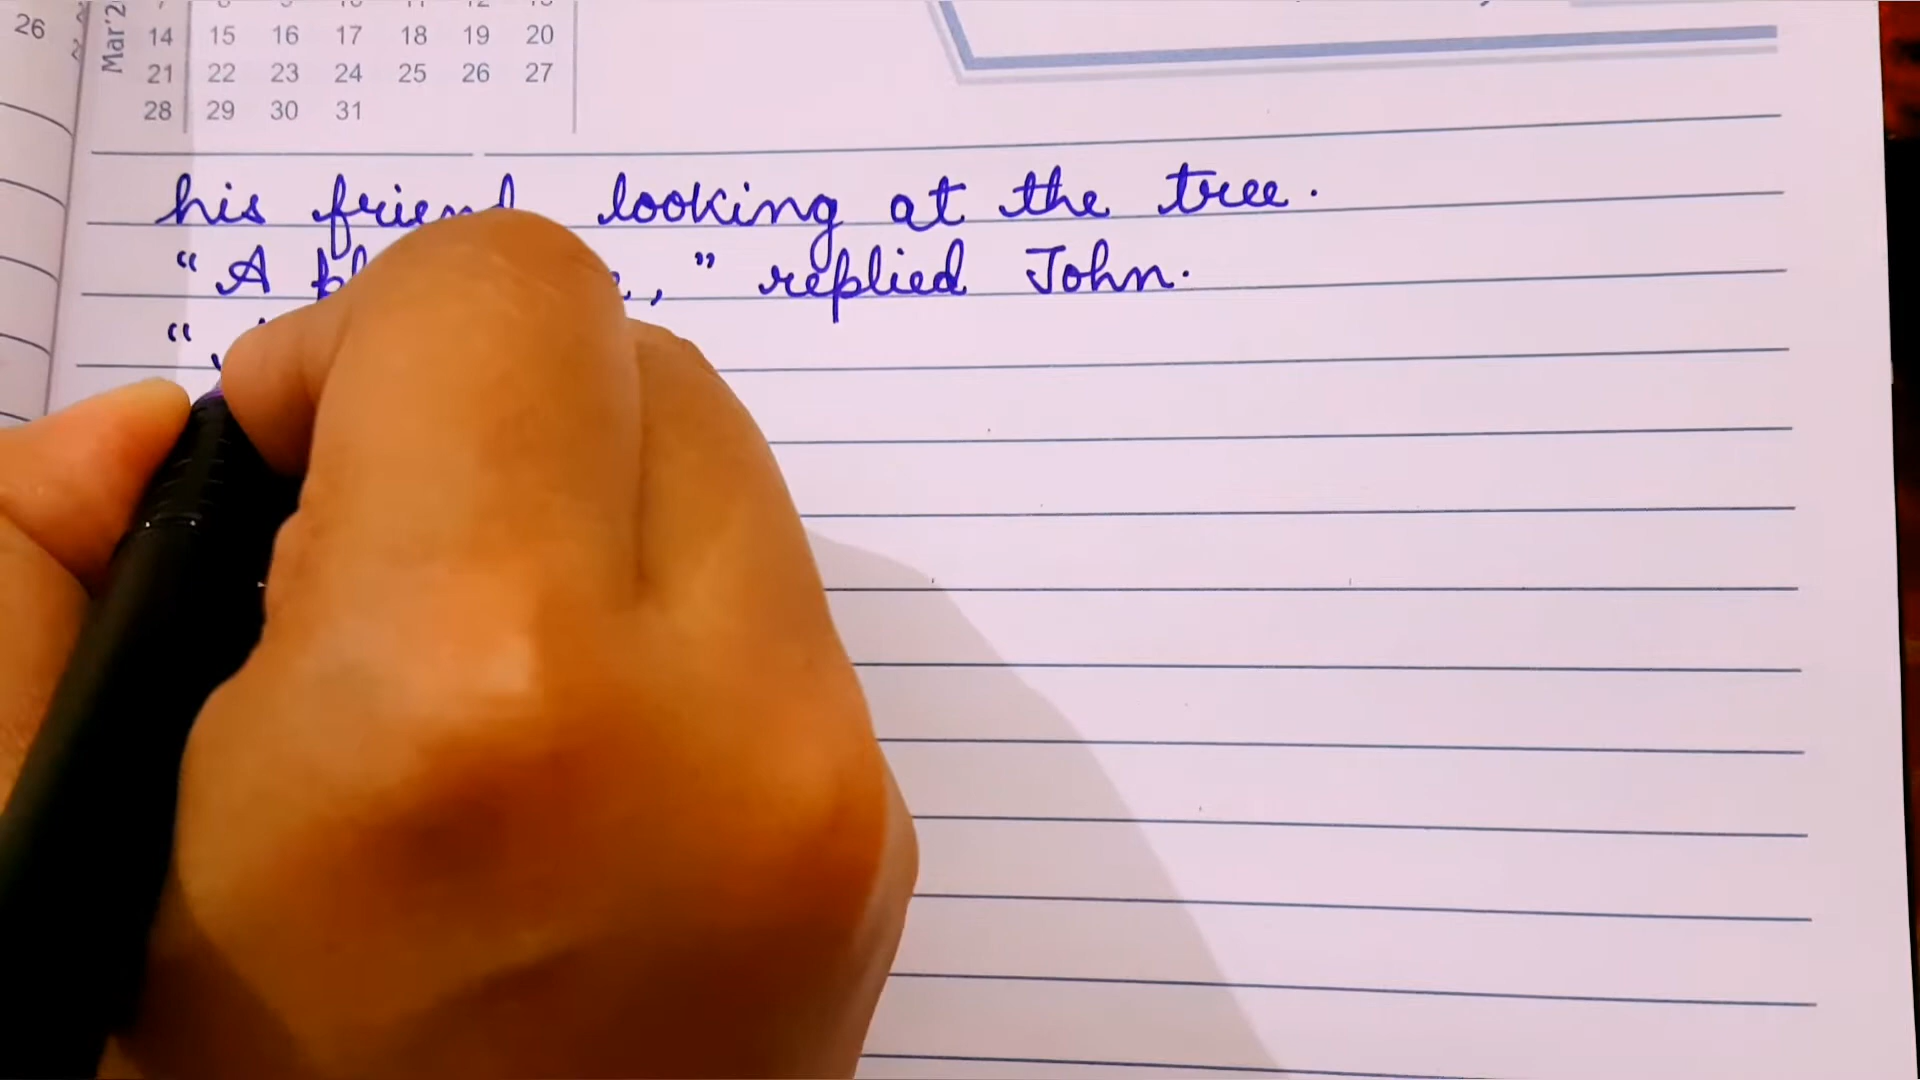 26
Mar'2
14 15 16 17 18 19 20
21 22 23 24 25 26 27
28 29 30 31
his friend looking at the tree.
“ A , ” replied John.
“